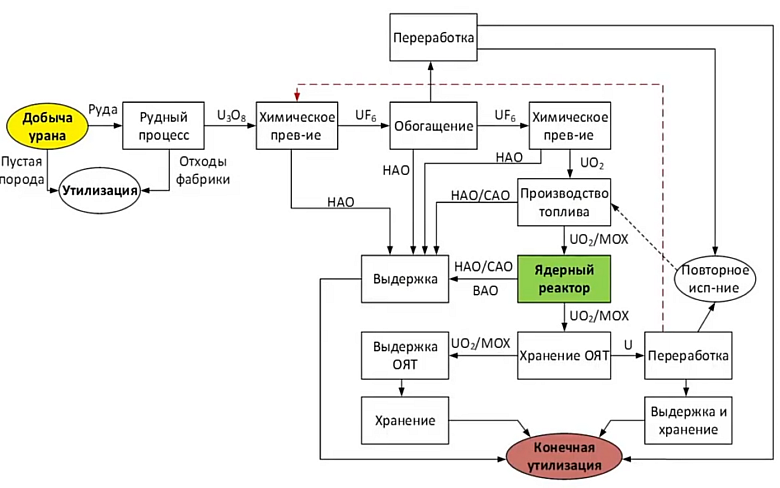 Переработка
Добыча
урана
Руда
Рудный
процесс
U₃O₈
Химическое
прев-ие
UF₆
Обогащение
UF₆
Химическое
прев-ие
Пустая
порода
Утилизация
Отходы
фабрики
НАО
НАО
НАО
UO₂
НАО/САО
Производство
топлива
UO₂/MOX
Выдержка
НАО/САО
ВАО
Ядерный
реактор
Повторное
исп-ние
UO₂/MOX
Выдержка
ОЯТ
UO₂/MOX
Хранение ОЯТ
U
Переработка
Хранение
Выдержка и
хранение
Конечная
утилизация